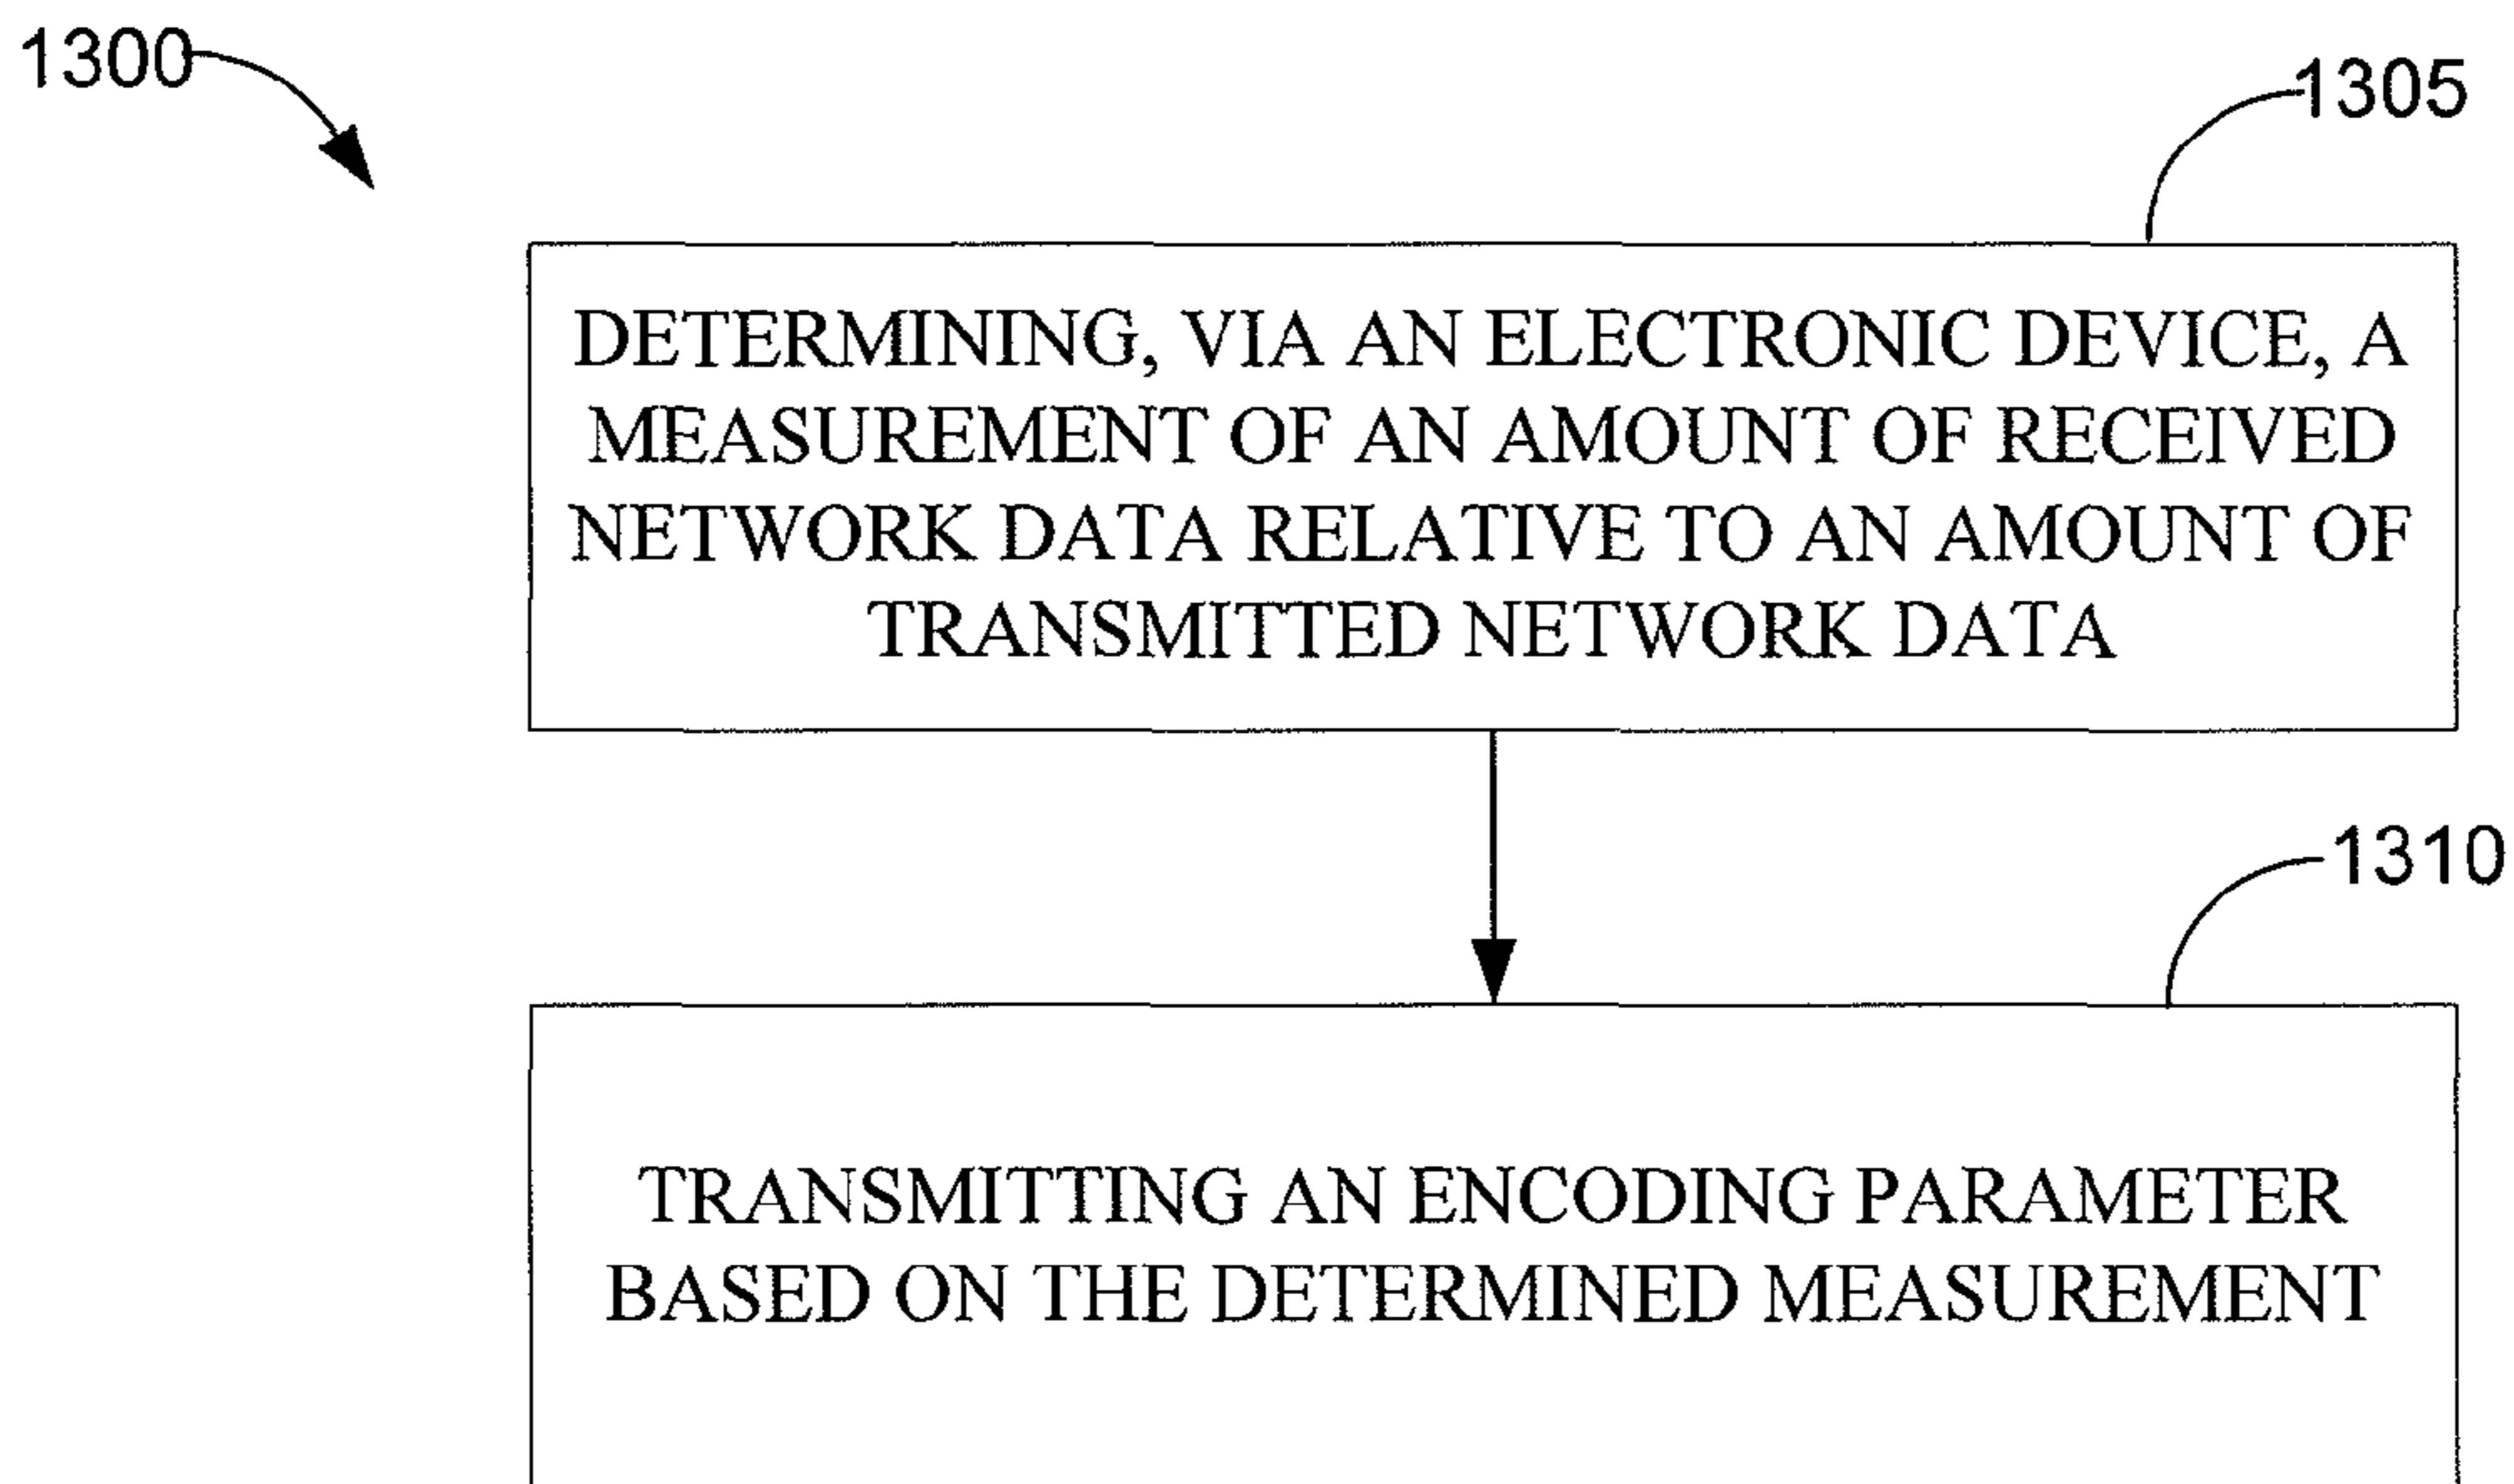 1300
1305
DETERMINING, VIA AN ELECTRONIC DEVICE, A
MEASUREMENT OF AN AMOUNT OF RECEIVED
NETWORK DATA RELATIVE TO AN AMOUNT OF
TRANSMITTED NETWORK DATA
1310
TRANSMITTING AN ENCODING PARAMETER
BASED ON THE DETERMINED MEASUREMENT